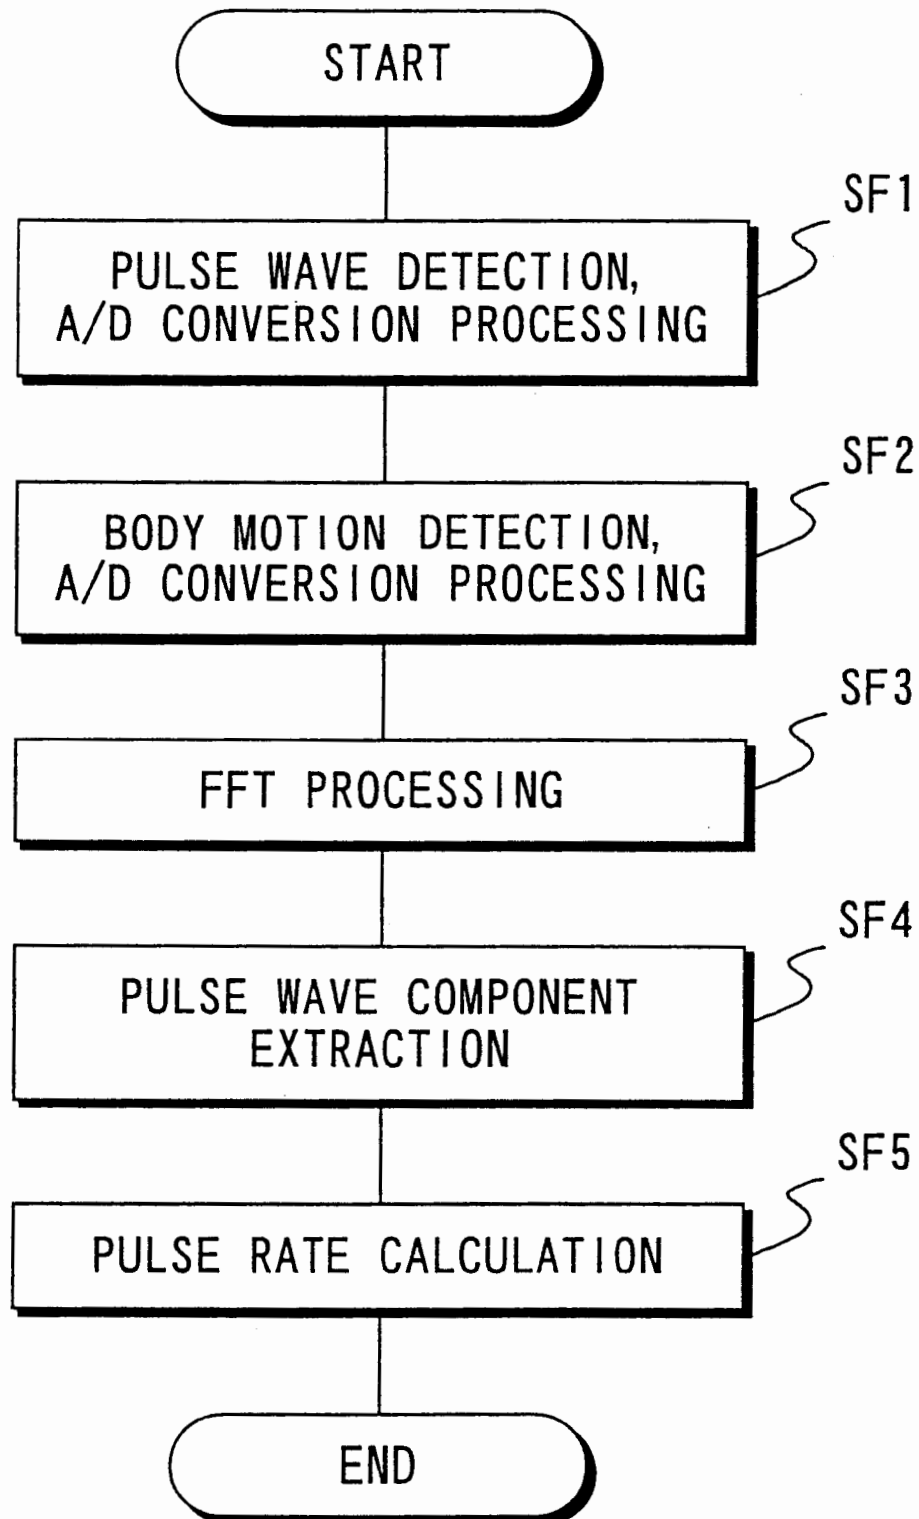 START
SF1
PULSE WAVE DETECTION,
A/D CONVERSION PROCESSING
SF2
BODY MOTION DETECTION,
A/D CONVERSION PROCESSING
SF3
FFT PROCESSING
SF4
PULSE WAVE COMPONENT
EXTRACTION
SF5
PULSE RATE CALCULATION
END